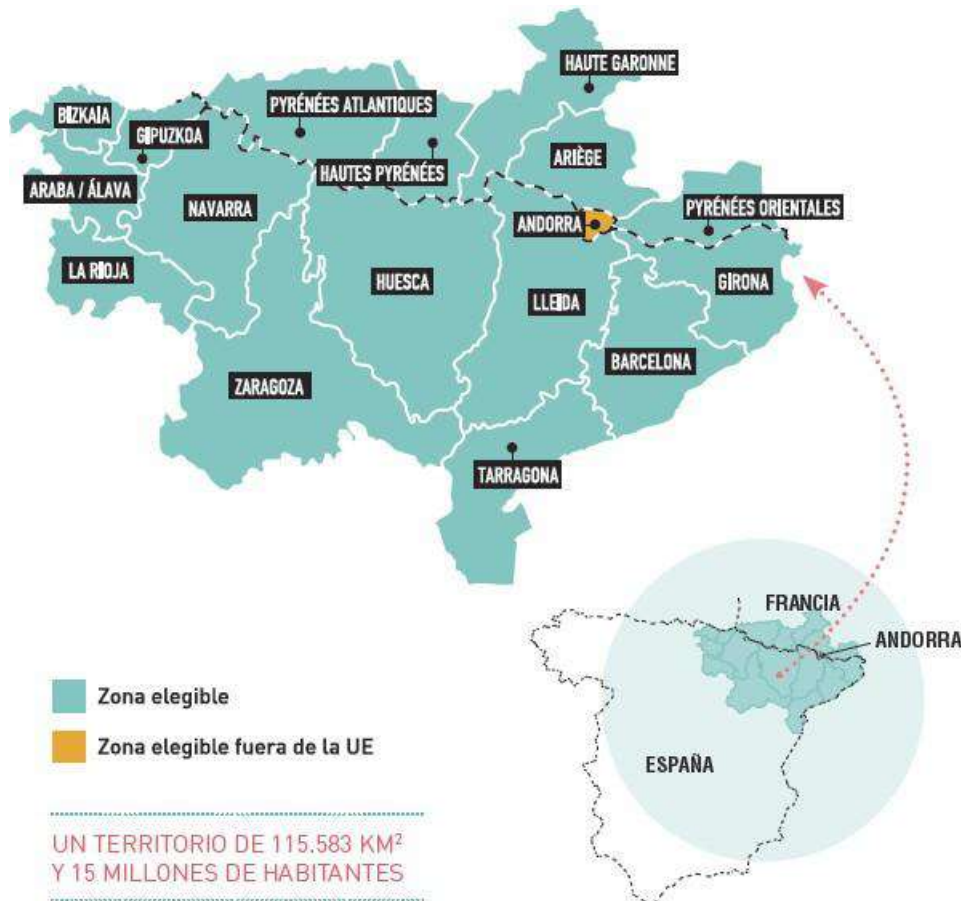 HAUTE GARONNE
PYRÉNÉES ATLANTIQUES
BIZKAIA
GIPUZKOA
ARIÈGE
HAUTES PYRÉNÉES
ARABA / ÁLAVA
NAVARRA
PYRÉNÉES ORIENTALES
ANDORRA
LA RIOJA
HUESCA
GIRONA
LLEIDA
BARCELONA
ZARAGOZA
TARRAGONA
FRANCIA
ANDORRA
ESPAÑA
Zona elegible
Zona elegible fuera de la UE
UN TERRITORIO DE 115.583 KM²
Y 15 MILLONES DE HABITANTES